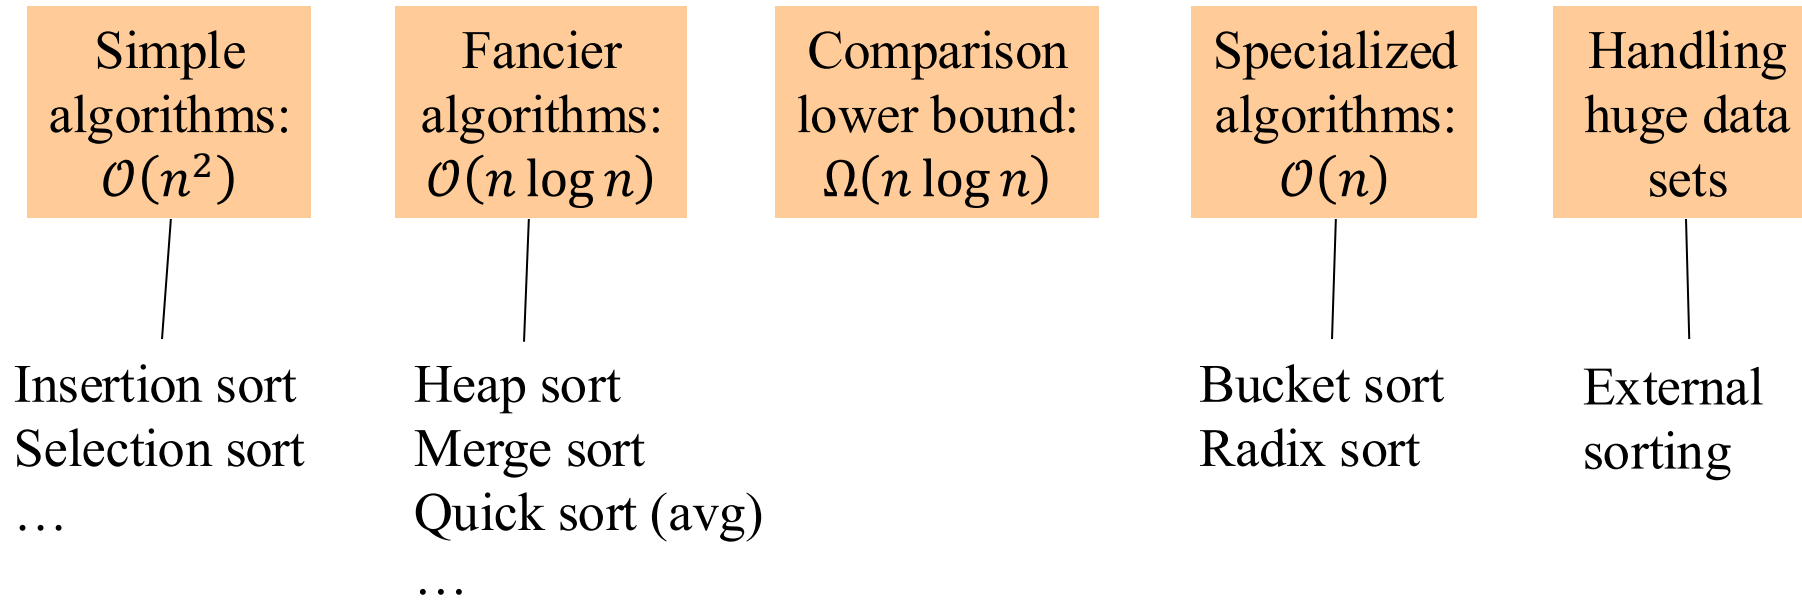 Simple
algorithms:
𝒪(𝑛²)
Fancier
algorithms:
𝒪(𝑛 log 𝑛)
Comparison
lower bound:
Ω(𝑛 log 𝑛)
Specialized
algorithms:
𝒪(𝑛)
Handling
huge data
sets
Insertion sort
Selection sort
…
Heap sort
Merge sort
Quick sort (avg)
…
Bucket sort
Radix sort
External
sorting